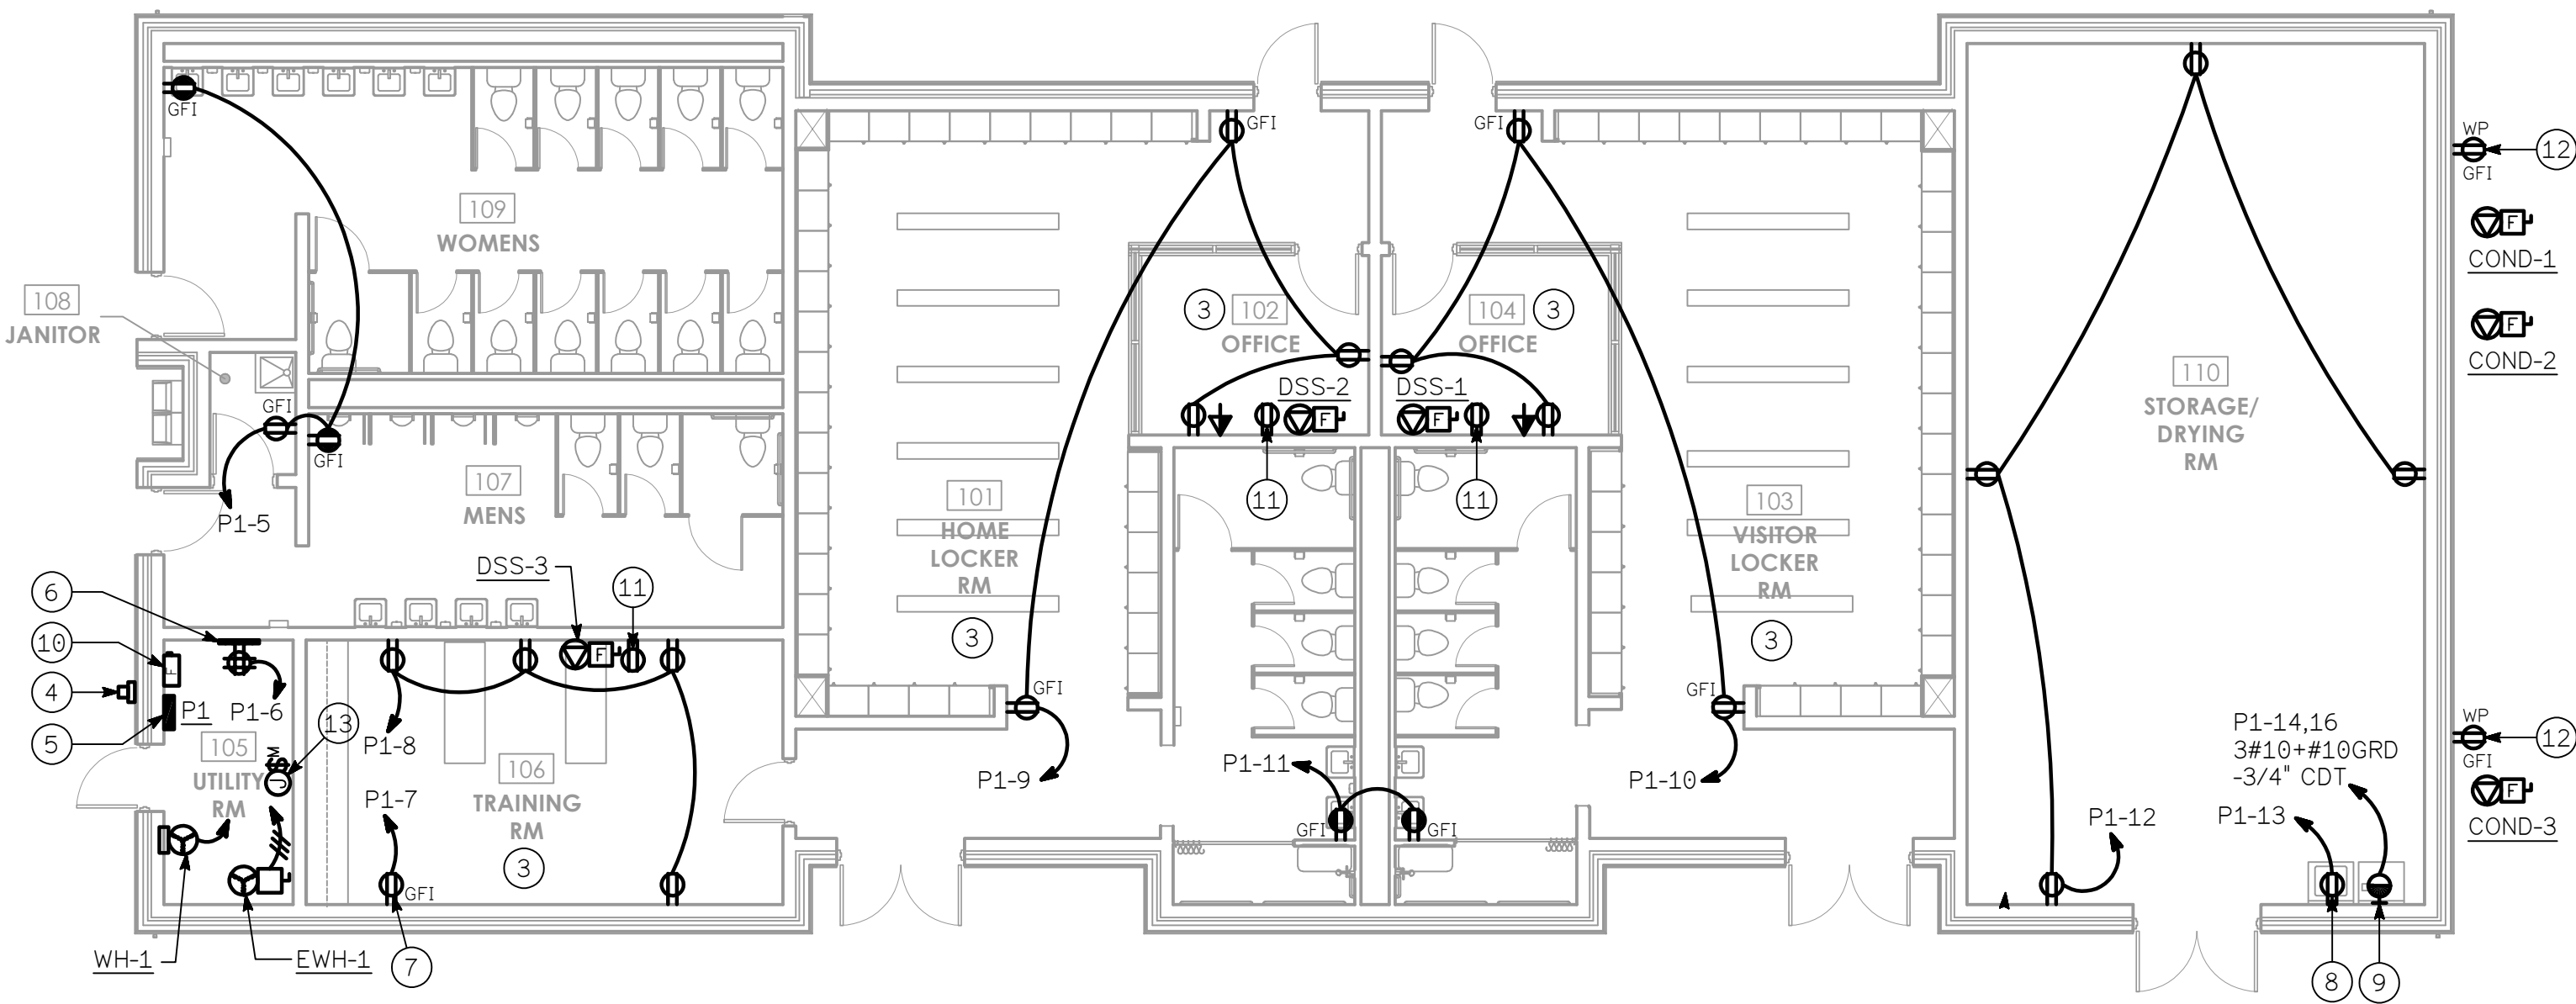 GFI
109
WOMENS
108
JANITOR
GFI
GFI
P1-5
107
MENS
DSS-3
11
6
10
4
5
F
P1
P1-6
13
J
$M
105
UTILITY
RM
WH-1
EWH-1
P1-8
P1-7
106
TRAINING
RM
3
GFI
7
F
GFI
GFI
101
HOME
LOCKER
RM
3
GFI
P1-9
3
102
OFFICE
DSS-2
F
11
104
OFFICE
3
DSS-1
F
11
103
VISITOR
LOCKER
RM
3
GFI
P1-10
P1-11
GFI
GFI
110
STORAGE/
DRYING
RM
P1-12
P1-14,16
3#10+#10GRD
-3/4" CDT
P1-13
8
9
WP
GFI
12
F
COND-1
F
COND-2
WP
GFI
12
F
COND-3